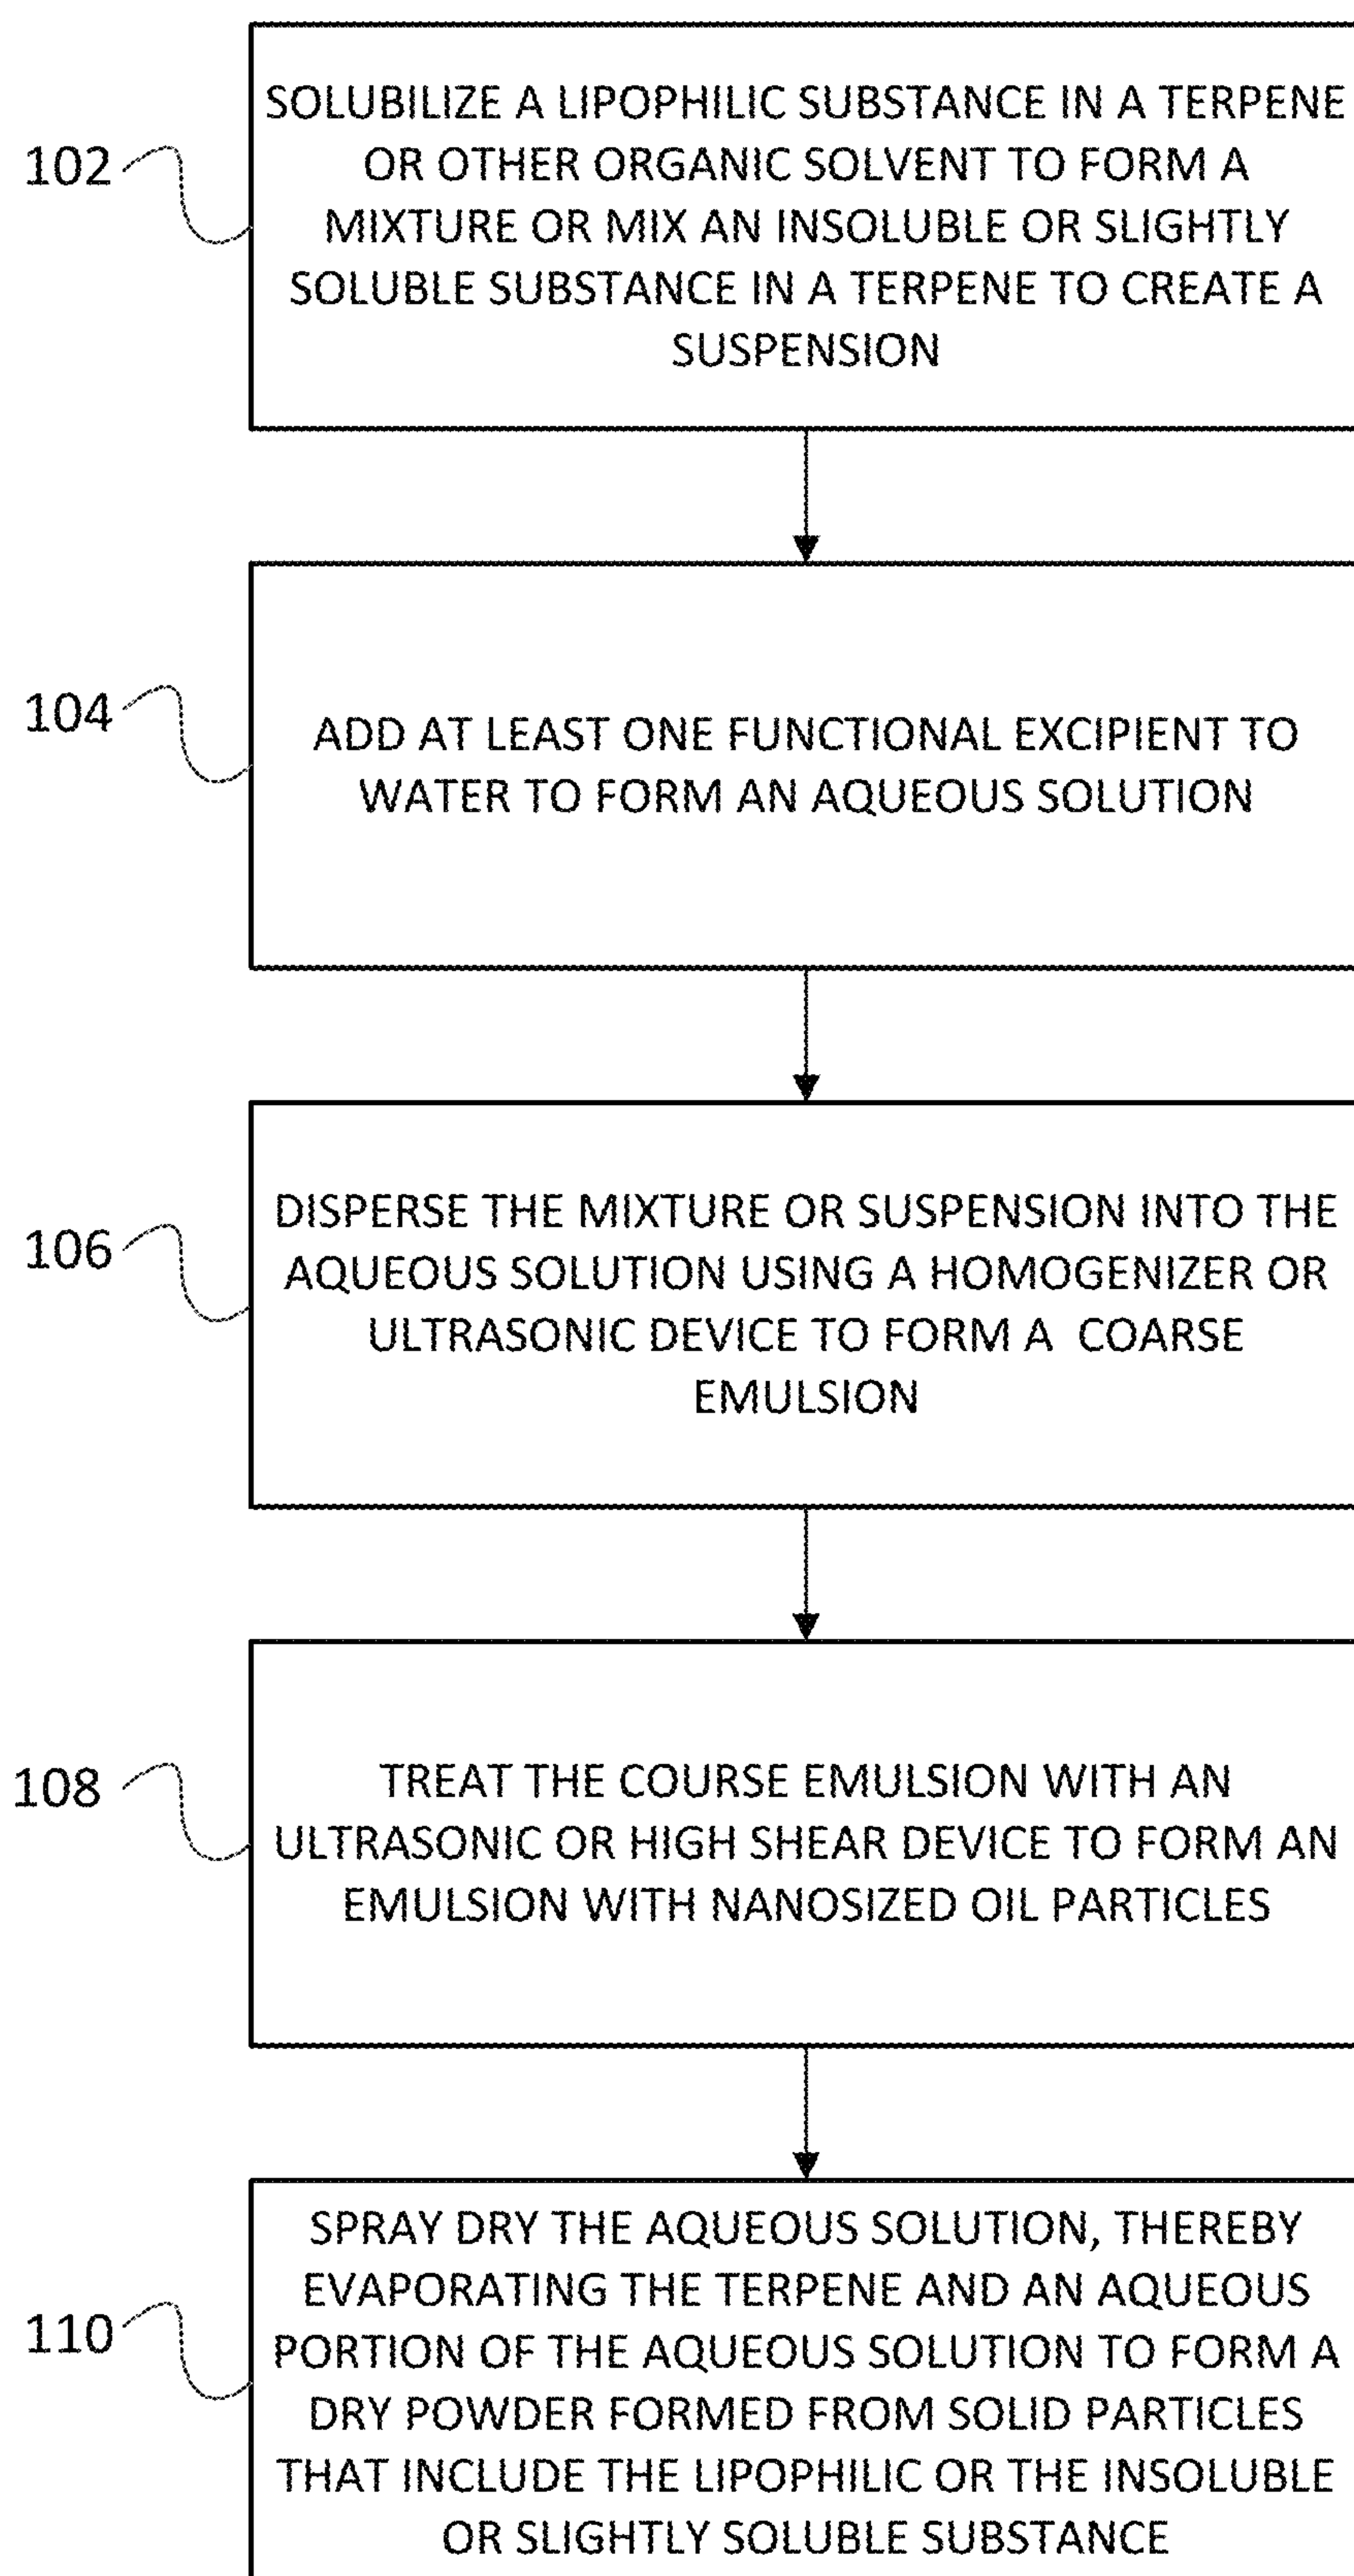 102
SOLUBILIZE A LIPOPHILIC SUBSTANCE IN A TERPENE
OR OTHER ORGANIC SOLVENT TO FORM A
MIXTURE OR MIX AN INSOLUBLE OR SLIGHTLY
SOLUBLE SUBSTANCE IN A TERPENE TO CREATE A
SUSPENSION
104
ADD AT LEAST ONE FUNCTIONAL EXCIPIENT TO
WATER TO FORM AN AQUEOUS SOLUTION
106
DISPERSE THE MIXTURE OR SUSPENSION INTO THE
AQUEOUS SOLUTION USING A HOMOGENIZER OR
ULTRASONIC DEVICE TO FORM A COARSE
EMULSION
108
TREAT THE COURSE EMULSION WITH AN
ULTRASONIC OR HIGH SHEAR DEVICE TO FORM AN
EMULSION WITH NANOSIZED OIL PARTICLES
110
SPRAY DRY THE AQUEOUS SOLUTION, THEREBY
EVAPORATING THE TERPENE AND AN AQUEOUS
PORTION OF THE AQUEOUS SOLUTION TO FORM A
DRY POWDER FORMED FROM SOLID PARTICLES
THAT INCLUDE THE LIPOPHILIC OR THE INSOLUBLE
OR SLIGHTLY SOLUBLE SUBSTANCE